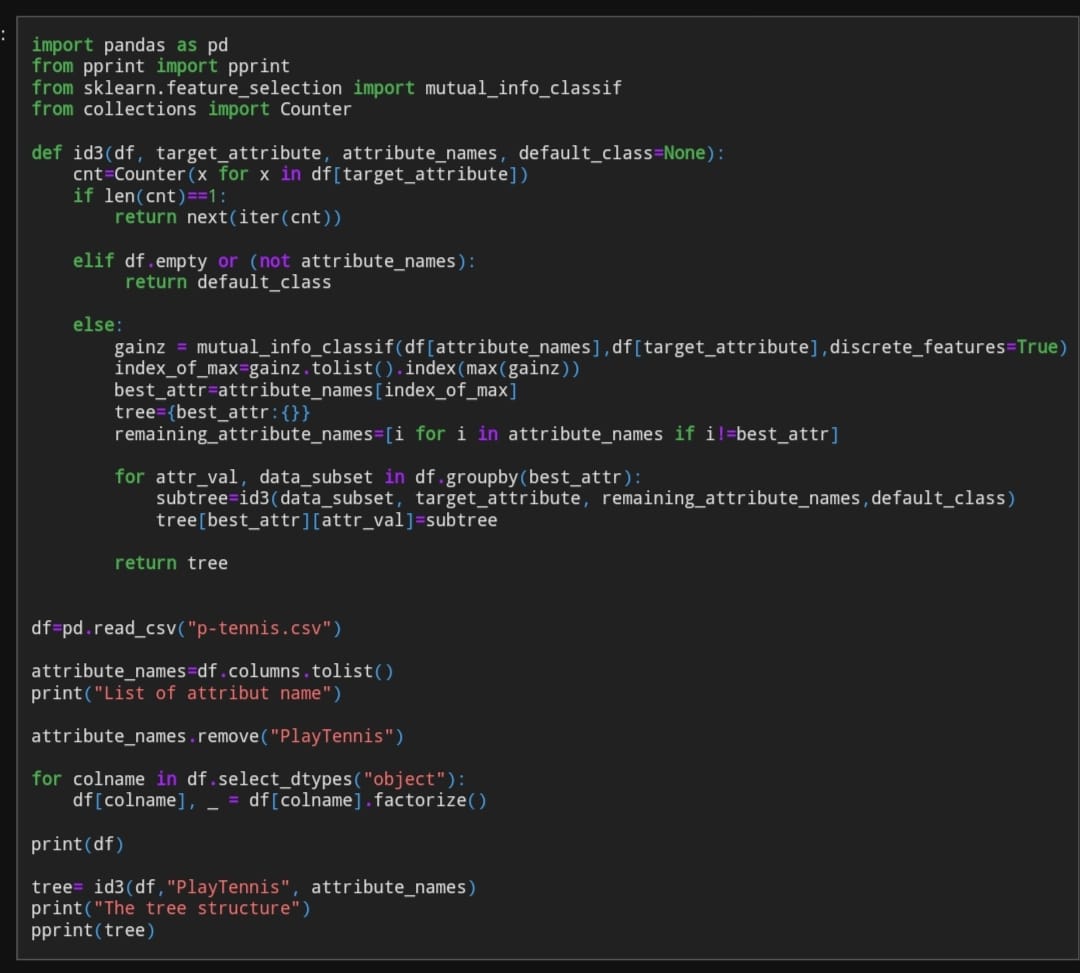 :
import pandas as pd
from pprint import pprint
from sklearn.feature_selection import mutual_info_classif
from collections import Counter

def id3(df, target_attribute, attribute_names, default_class=None):
    cnt=Counter(x for x in df[target_attribute])
    if len(cnt)==1:
        return next(iter(cnt))

    elif df.empty or (not attribute_names):
         return default_class

    else:
        gainz = mutual_info_classif(df[attribute_names],df[target_attribute],discrete_features=True)
        index_of_max=gainz.tolist().index(max(gainz))
        best_attr=attribute_names[index_of_max]
        tree={best_attr:{}}
        remaining_attribute_names=[i for i in attribute_names if i!=best_attr]

        for attr_val, data_subset in df.groupby(best_attr):
            subtree=id3(data_subset, target_attribute, remaining_attribute_names,default_class)
            tree[best_attr][attr_val]=subtree

        return tree


df=pd.read_csv("p-tennis.csv")

attribute_names=df.columns.tolist()
print("List of attribut name")

attribute_names.remove("PlayTennis")

for colname in df.select_dtypes("object"):
    df[colname], _ = df[colname].factorize()

print(df)

tree= id3(df,"PlayTennis", attribute_names)
print("The tree structure")
pprint(tree)